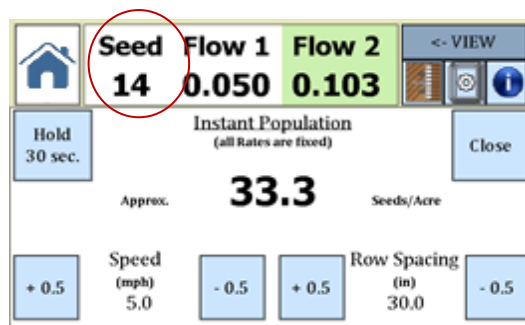 Seed Flow 1 Flow 2 <- VIEW
14 0.050 0.103
i
Hold
30 sec.
Instant Population
(all Rates are fixed)
Close
Approx. 33.3 Seeds/Acre
+ 0.5
Speed
(mph)
5.0
- 0.5
+ 0.5
Row Spacing
(in)
30.0
- 0.5